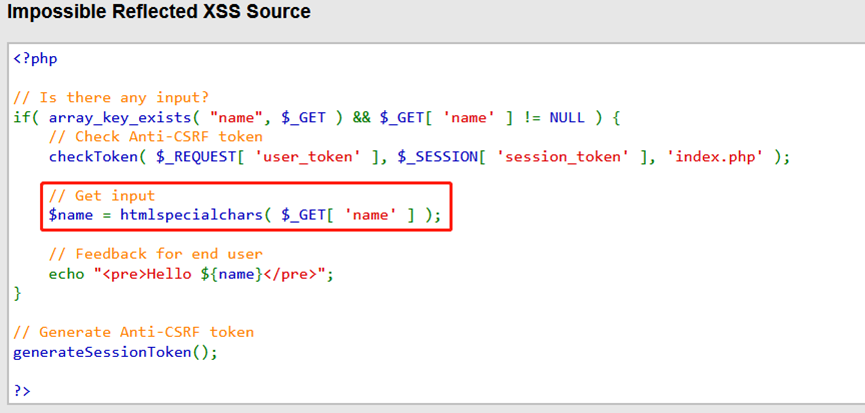 Impossible Reflected XSS Source
<?php
// Is there any input?
if( array_key_exists( "name", $_GET ) && $_GET[ 'name' ] != NULL ) {
// Check Anti-CSRF token
checkToken( $_REQUEST[ 'user_token' ], $_SESSION[ 'session_token' ], 'index.php' );
// Get input
$name = htmlspecialchars( $_GET[ 'name' ] );
// Feedback for end user
echo "<pre>Hello ${name}</pre>";
}
// Generate Anti-CSRF token
generateSessionToken();
?>